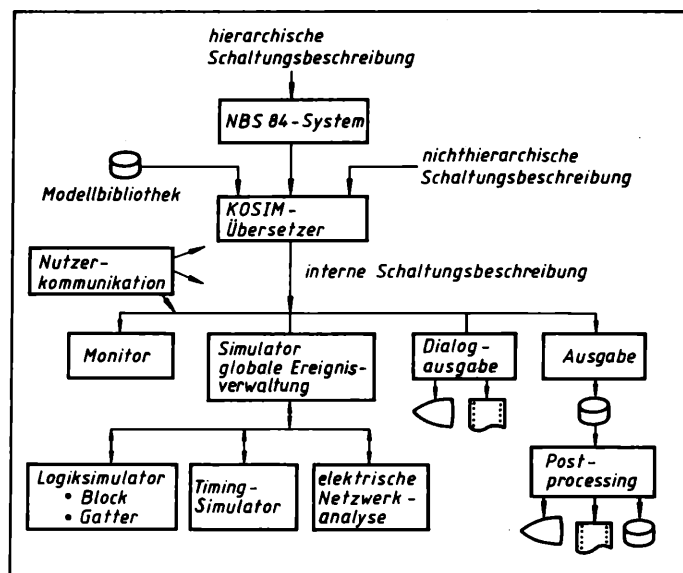 hierarchische
Schaltungsbeschreibung
NBS 84-System
nichthierarchische
Schaltungsbeschreibung
Modellbibliothek
KOSIM-
Übersetzer
Nutzer-
kommunikation
interne Schaltungsbeschreibung
Monitor
Simulator
globale Ereignis-
verwaltung
Dialog-
ausgabe
Ausgabe
Logiksimulator
• Block
• Gatter
Timing-
Simulator
elektrische
Netzwerk-
analyse
Post-
processing